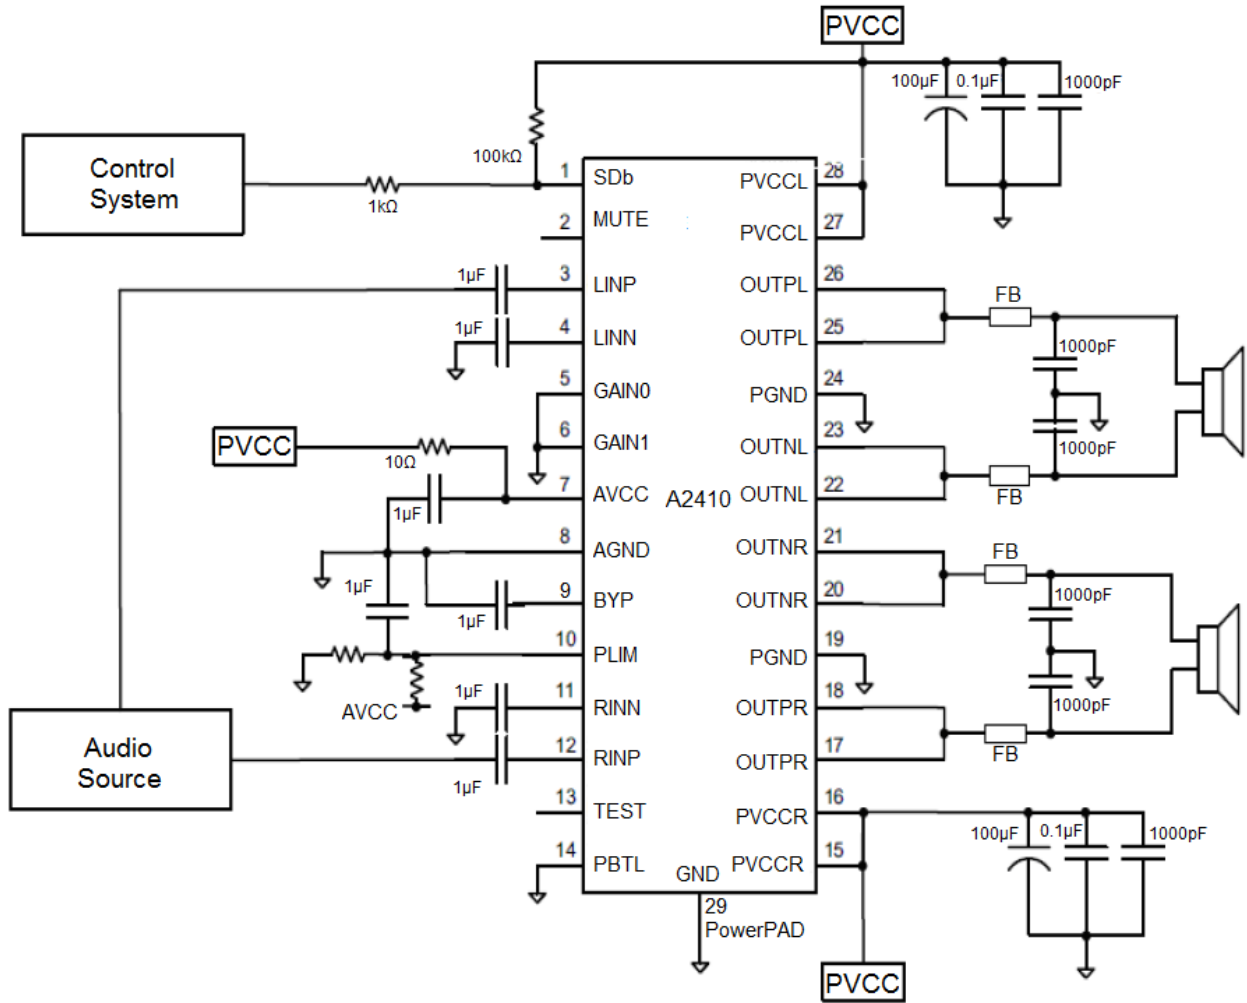 PVCC
100µF
0.1µF
1000pF
100kΩ
Control
System
1kΩ
1
SDb
PVCCL
28
2
MUTE
PVCCL
27
1µF
3
LINP
OUTPL
26
FB
1µF
4
LINN
OUTPL
25
1000pF
5
GAIN0
PGND
24
PVCC
10Ω
6
GAIN1
OUTNL
23
1000pF
1µF
7
AVCC
A2410
OUTNL
22
FB
8
AGND
OUTNR
21
FB
1µF
1µF
9
BYP
OUTNR
20
1000pF
10
PLIM
PGND
19
AVCC
1µF
11
RINN
OUTPR
18
1000pF
Audio
Source
1µF
12
RINP
OUTPR
17
FB
13
TEST
PVCCR
16
100µF
0.1µF
1000pF
14
PBTL
GND
PVCCR
15
29
PowerPAD
PVCC